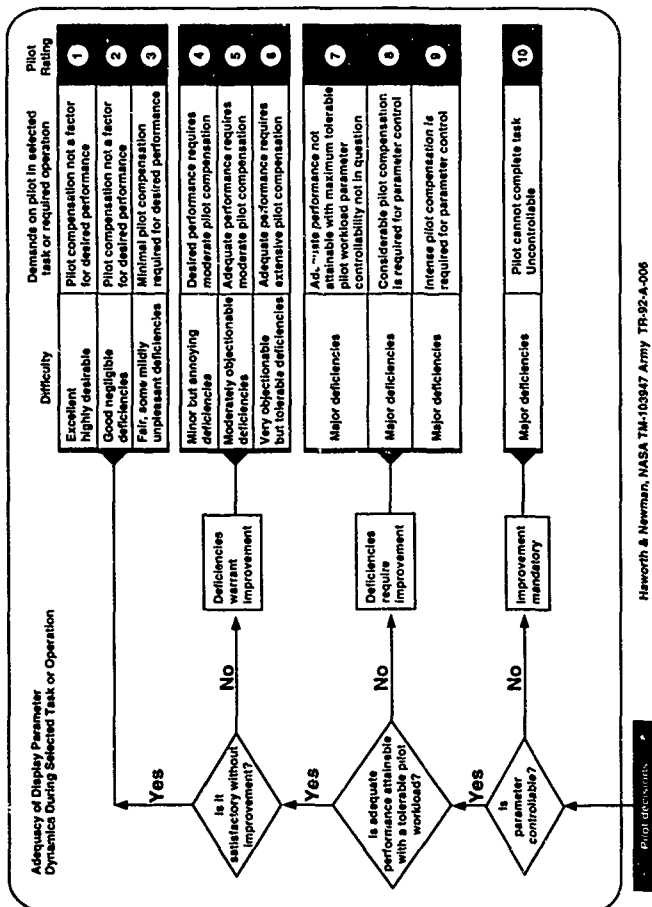 Adequacy of Display Parameter
Dynamics During Selected Task or Operation
Difficulty
Demands on pilot in selected
task or required operation
Pilot
Rating
Excellent
highly desirable
Pilot compensation not a factor
for desired performance
1
Good negligible
deficiencies
Pilot compensation not a factor
for desired performance
2
Fair, some mildly
unpleasant deficiencies
Minimal pilot compensation
required for desired performance
3
Yes
Is it
satisfactory without
improvement?
No
Deficiencies
warrant
improvement
Minor but annoying
deficiencies
Desired performance requires
moderate pilot compensation
4
Moderately objectionable
deficiencies
Adequate performance requires
moderate pilot compensation
5
Very objectionable
but tolerable deficiencies
Adequate performance requires
extensive pilot compensation
6
Yes
Is adequate
performance attainable
with a tolerable pilot
workload?
No
Deficiencies
require
improvement
Major deficiencies
performance not
attainable with maximum tolerable
pilot workload parameter
controllability not in question
7
Major deficiencies
Considerable pilot compensation
is required for parameter control
8
Major deficiencies
Intense pilot compensation is
required for parameter control
9
Yes
Is
parameter
controllable?
No
Improvement
mandatory
Major deficiencies
Pilot cannot complete task
Uncontrollable
10
Pilot decisions
Haworth & Newman, NASA TM-103947 Army TR-92-A-006